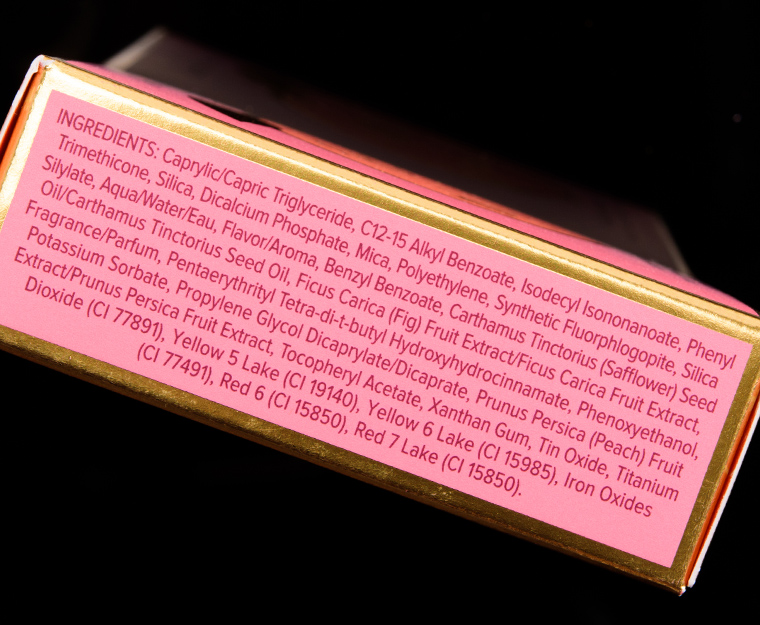 INGREDIENTS: Caprylic/Capric Triglyceride, C12-15 Alkyl Benzoate, Isodecyl Isononanoate, Phenyl
Trimethicone, Silica, Dicalcium Phosphate, Mica, Polyethylene, Synthetic Fluorphlogopite, Silica
Silylate, Aqua/Water/Eau, Flavor/Aroma, Benzyl Benzoate, Carthamus Tinctorius (Safflower) Seed
Oil/Carthamus Tinctorius Seed Oil, Ficus Carica (Fig) Fruit Extract/Ficus Carica Fruit Extract,
Fragrance/Parfum, Pentaerythrityl Tetra-di-t-butyl Hydroxyhydrocinnamate, Phenoxyethanol,
Potassium Sorbate, Propylene Glycol Dicaprylate/Dicaprate, Prunus Persica (Peach) Fruit
Extract/Prunus Persica Fruit Extract, Tocopheryl Acetate, Xanthan Gum, Tin Oxide, Titanium
Dioxide (CI 77891), Yellow 5 Lake (CI 19140), Yellow 6 Lake (CI 15985), Iron Oxides
(CI 77491), Red 6 (CI 15850), Red 7 Lake (CI 15850).